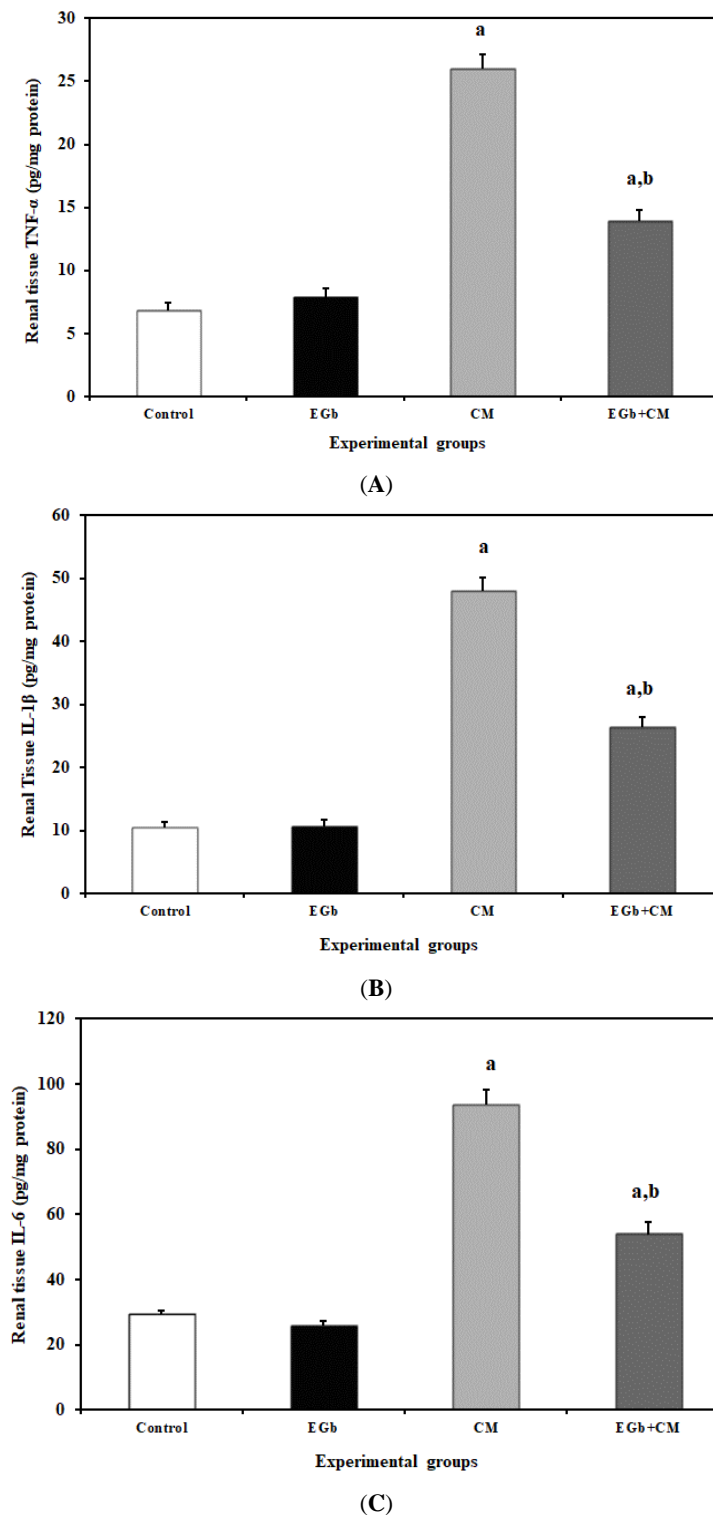 Renal tissue TNF-α (pg/mg protein)
30
25
20
15
10
5
0
a
a,b
Control EGb CM EGb+CM
Experimental groups
(A)
Renal Tissue IL-1β (pg/mg protein)
60
50
40
30
20
10
0
a
a,b
Control EGb CM EGb+CM
Experimental groups
(B)
Renal tissue IL-6 (pg/mg protein)
120
100
80
60
40
20
0
a
a,b
Control EGb CM EGb+CM
Experimental groups
(C)